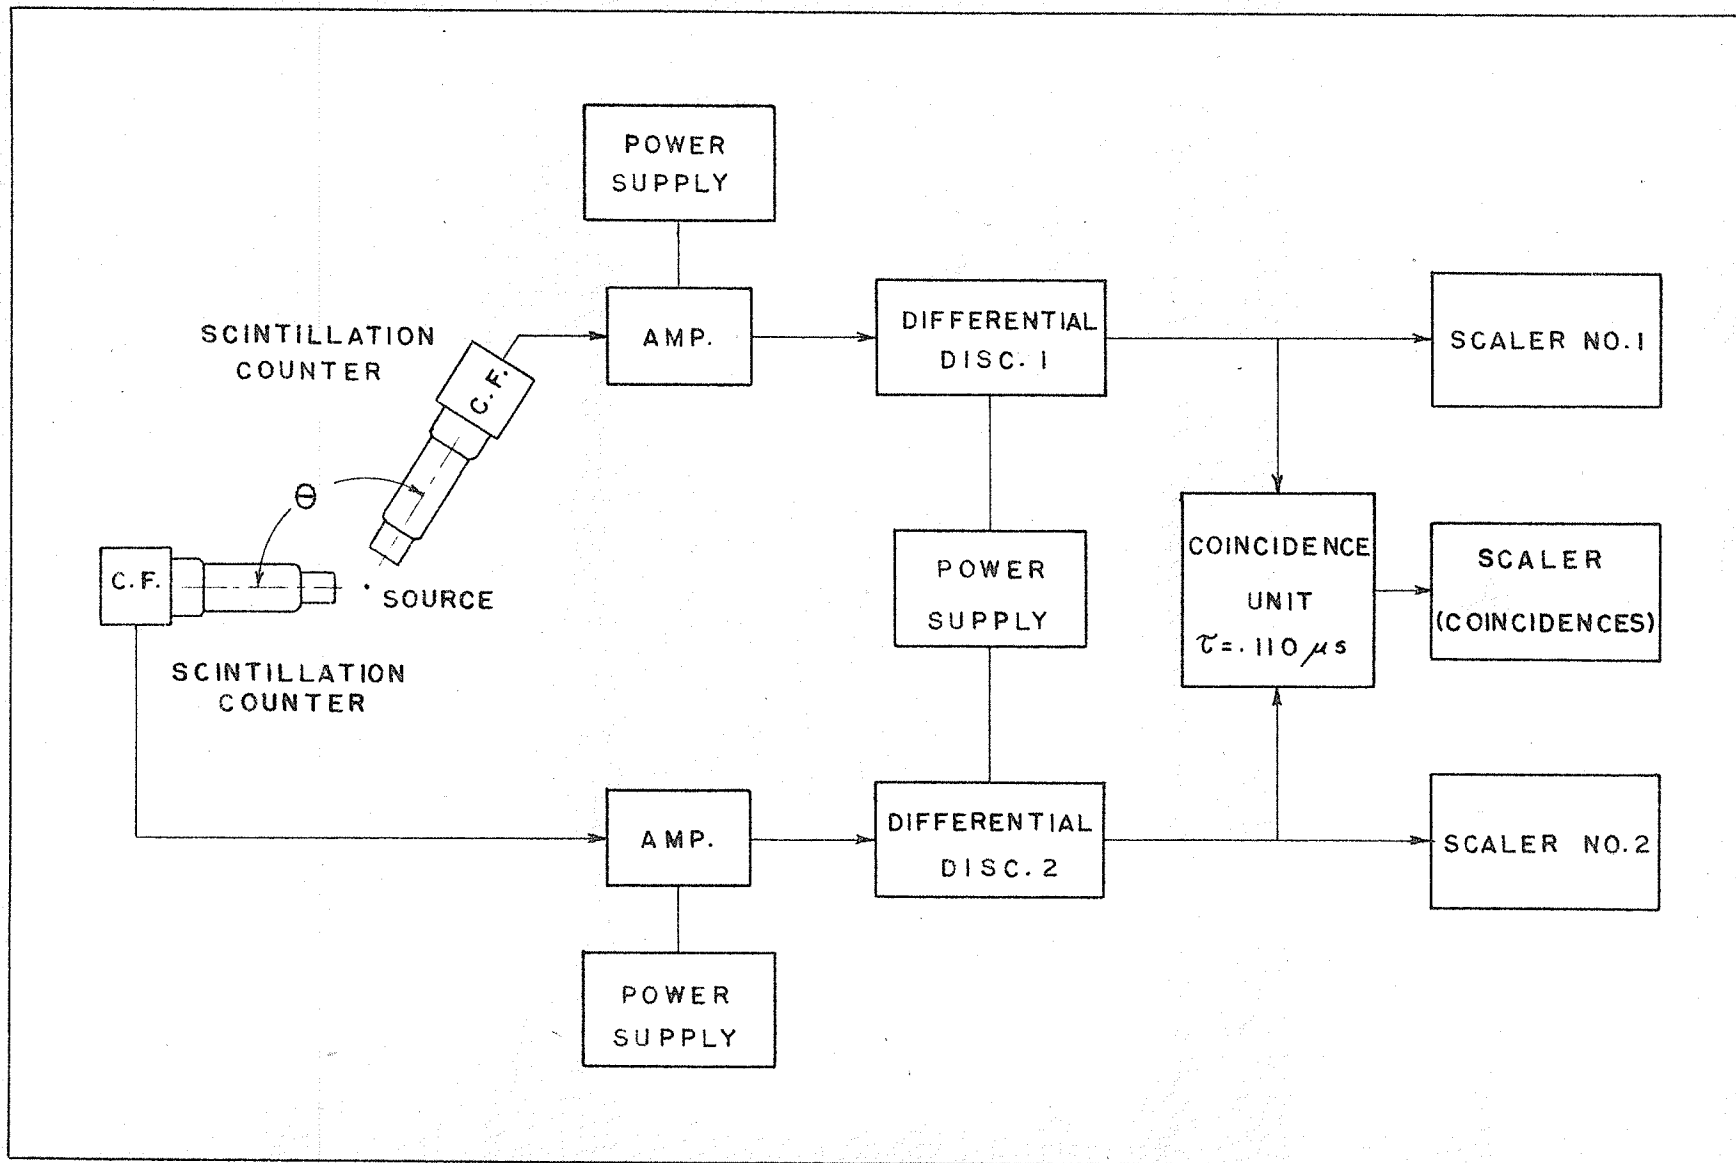 POWER
SUPPLY
SCINTILLATION
COUNTER
C. F.
AMP.
DIFFERENTIAL
DISC. 1
SCALER NO. 1
θ
C. F.
SOURCE
SCINTILLATION
COUNTER
POWER
SUPPLY
COINCIDENCE
UNIT
τ = .110 μs
SCALER
(COINCIDENCES)
AMP.
DIFFERENTIAL
DISC. 2
SCALER NO. 2
POWER
SUPPLY